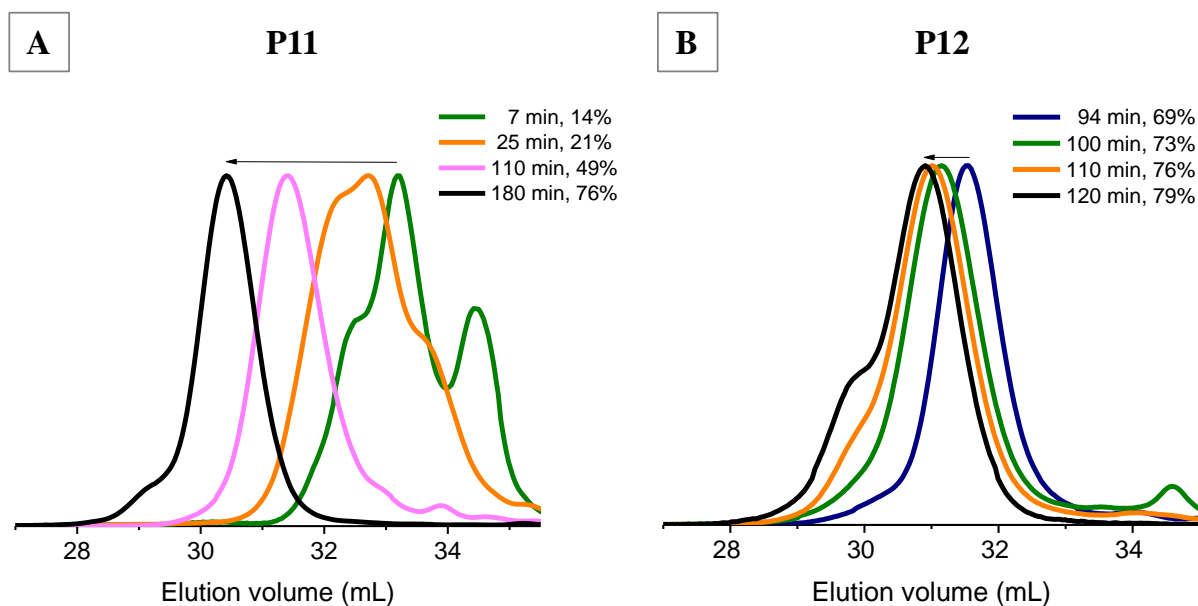 A
P11
7 min, 14%
25 min, 21%
110 min, 49%
180 min, 76%
28
30
32
34
Elution volume (mL)
B
P12
94 min, 69%
100 min, 73%
110 min, 76%
120 min, 79%
28
30
32
34
Elution volume (mL)